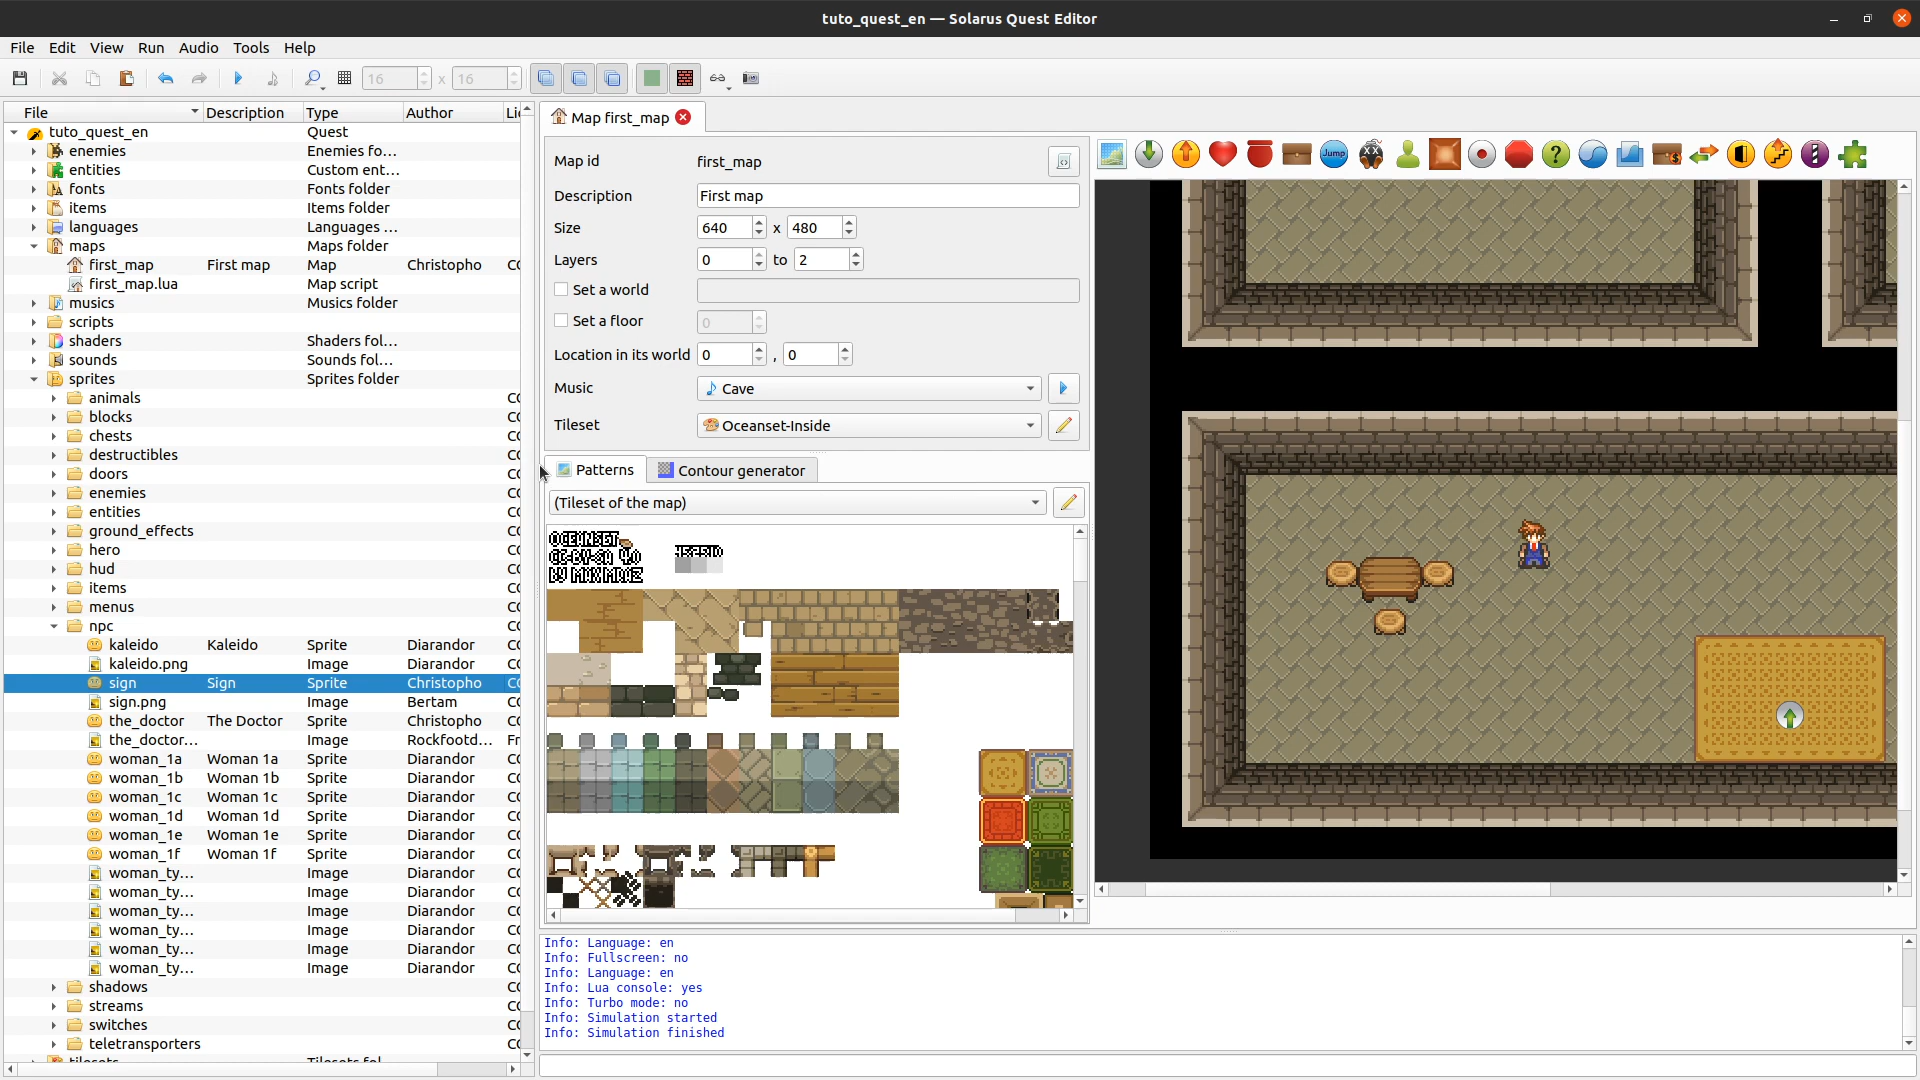 tuto_quest_en — Solarus Quest Editor
File Edit View Run Audio Tools Help
16 x 16
File Description Type Author
tuto_quest_en Quest
enemies Enemies fo...
entities Custom ent...
fonts Fonts folder
items Items folder
languages Languages ...
maps Maps folder
first_map First map Map Christopho
first_map.lua Map script
musics Musics folder
scripts
shaders Shaders fol...
sounds Sounds fol...
sprites Sprites folder
animals
blocks
chests
destructibles
doors
enemies
entities
ground_effects
hero
hud
items
menus
npc
kaleido Kaleido Sprite Diarandor
kaleido.png Image Diarandor
sign Sign Sprite Christopho
sign.png Image Bertam
the_doctor The Doctor Sprite Christopho
the_doctor... Image Rockfootd... Fr
woman_1a Woman 1a Sprite Diarandor
woman_1b Woman 1b Sprite Diarandor
woman_1c Woman 1c Sprite Diarandor
woman_1d Woman 1d Sprite Diarandor
woman_1e Woman 1e Sprite Diarandor
woman_1f Woman 1f Sprite Diarandor
woman_ty... Image Diarandor
woman_ty... Image Diarandor
woman_ty... Image Diarandor
woman_ty... Image Diarandor
woman_ty... Image Diarandor
woman_ty... Image Diarandor
shadows
streams
switches
teletransporters
Map first_map
Map id first_map
Description First map
Size 640 x 480
Layers 0 to 2
Set a world
Set a floor 0
Location in its world 0 , 0
Music Cave
Tileset Oceanset-Inside
Patterns Contour generator
(Tileset of the map)
Jump
Info: Language: en
Info: Fullscreen: no
Info: Language: en
Info: Lua console: yes
Info: Turbo mode: no
Info: Simulation started
Info: Simulation finished